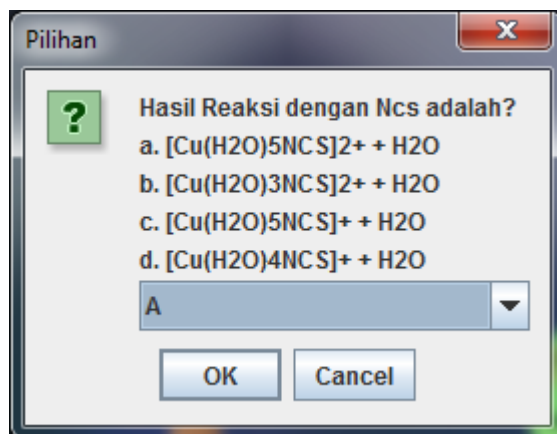 Pilihan
Hasil Reaksi dengan Ncs adalah?
a. [Cu(H2O)5NCS]2+ + H2O
b. [Cu(H2O)3NCS]2+ + H2O
c. [Cu(H2O)5NCS]+ + H2O
d. [Cu(H2O)4NCS]+ + H2O
A
OK Cancel